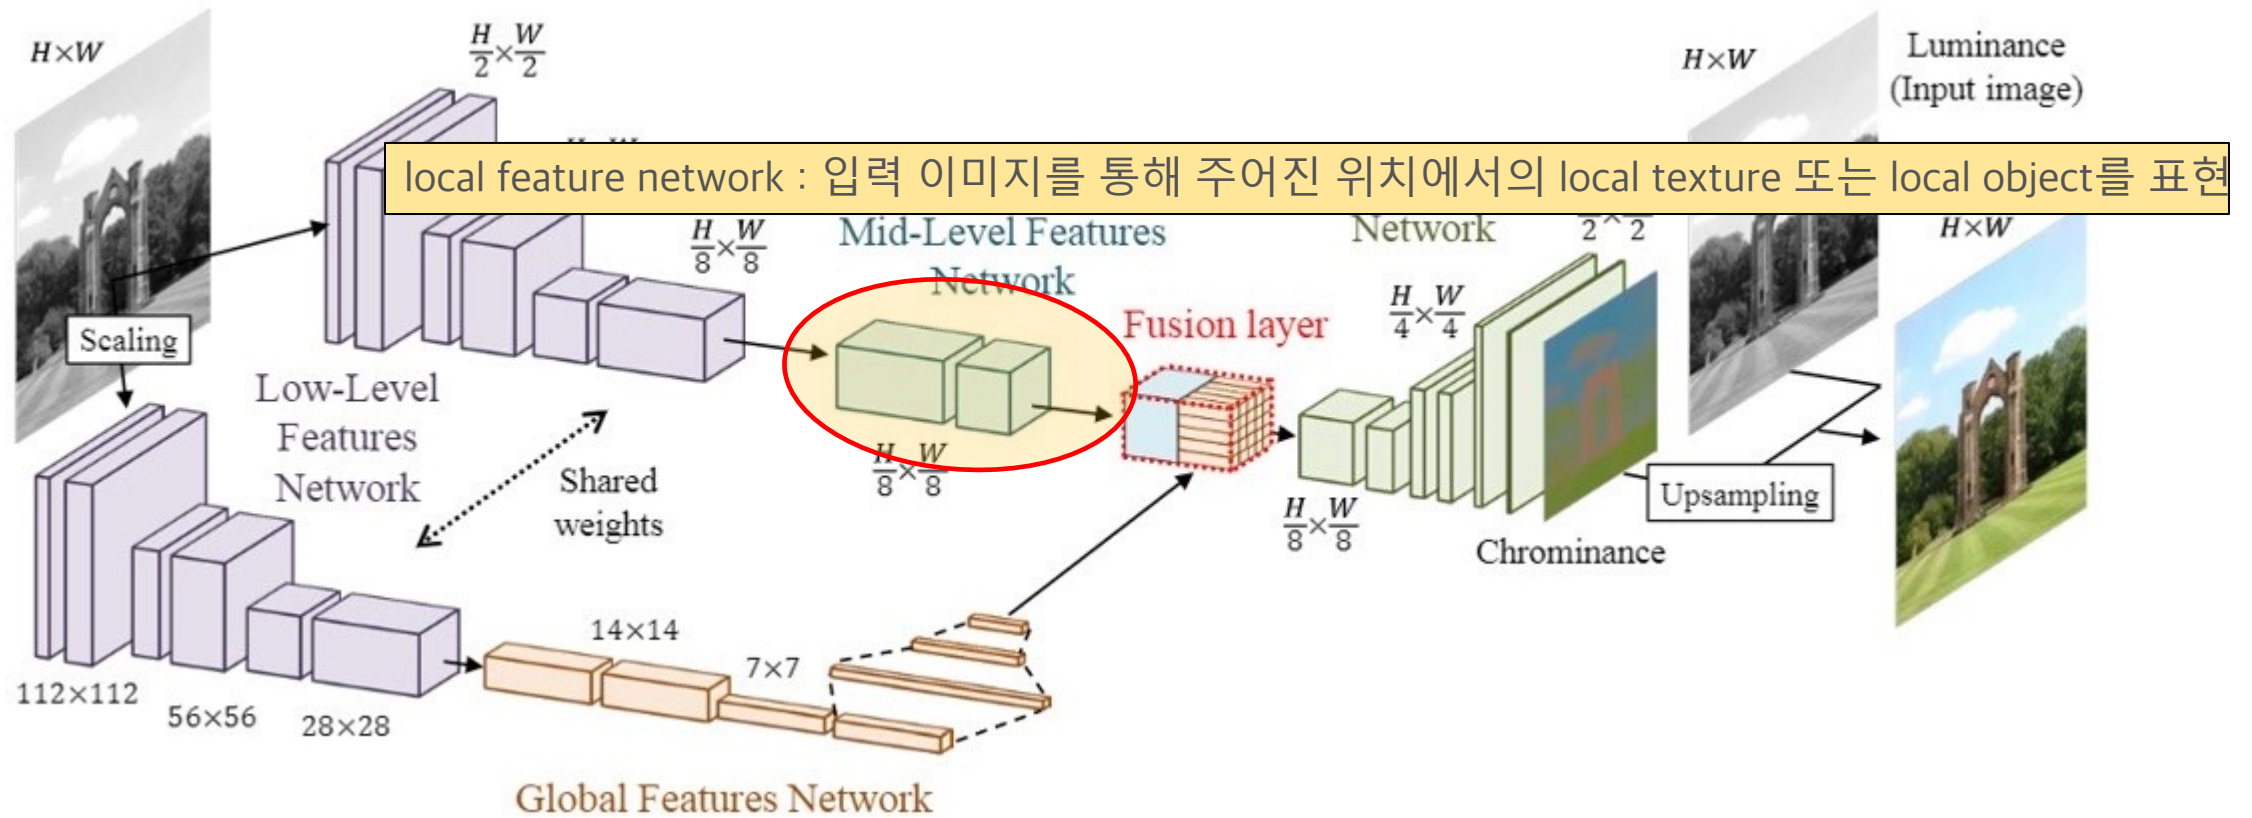 H×W
H/2×W/2
H×W
Luminance
(Input image)
local feature network : 입력 이미지를 통해 주어진 위치에서의 local texture 또는 local object를 표현
H/8×W/8
Mid-Level Features
Network
Network
H×W
Scaling
Fusion layer
H/4×W/4
Low-Level
Features
Network
Shared
weights
H/8×W/8
H/8×W/8
Upsampling
Chrominance
14×14
7×7
112×112
56×56
28×28
Global Features Network